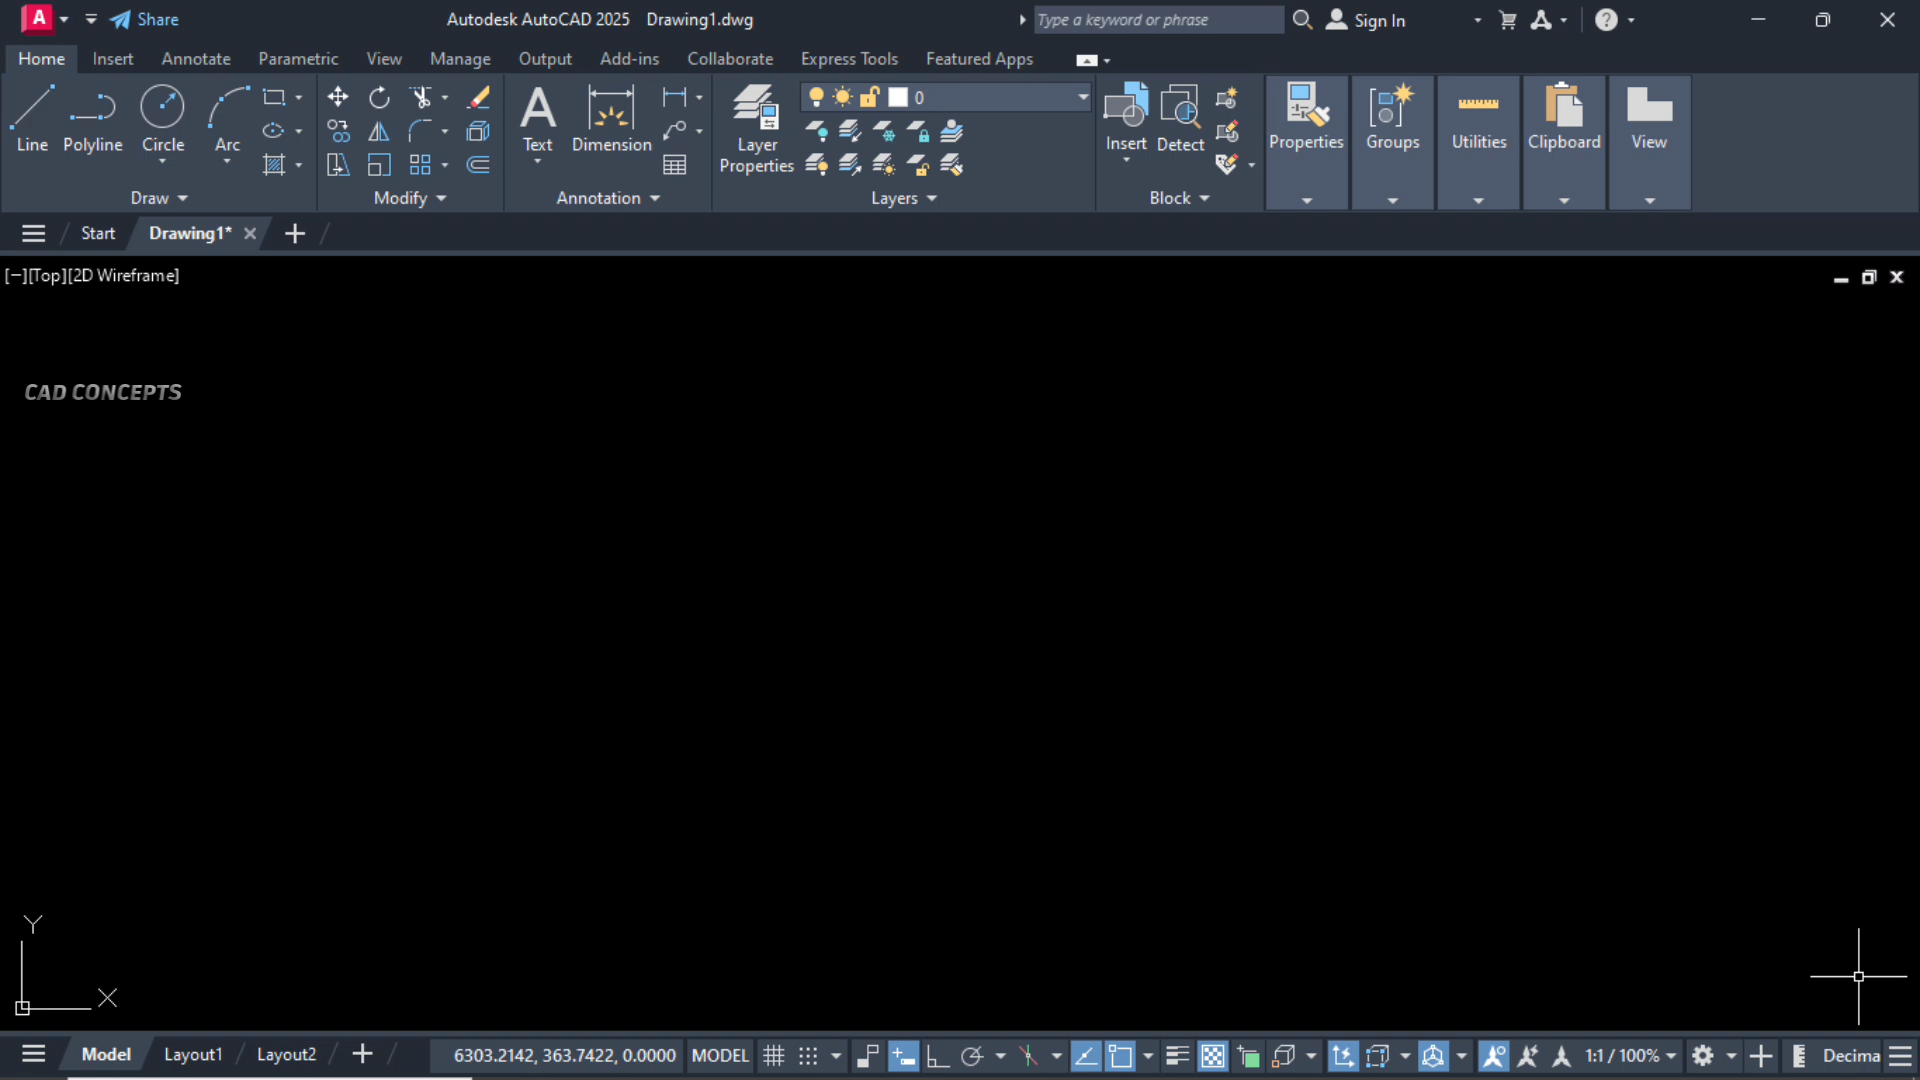 A Share Autodesk AutoCAD 2025 Drawing1.dwg Type a keyword or phrase Sign In ?
Home Insert Annotate Parametric View Manage Output Add-ins Collaborate Express Tools Featured Apps
0
Line Polyline Circle Arc A Text Dimension Layer Properties Insert Detect Properties Groups Utilities Clipboard View
Draw Modify Annotation Layers Block
Start Drawing1* +
[−][Top][2D Wireframe]
CAD CONCEPTS
Y
X
Model Layout1 Layout2 + 6303.2142, 363.7422, 0.0000 MODEL 1:1 / 100% Decima